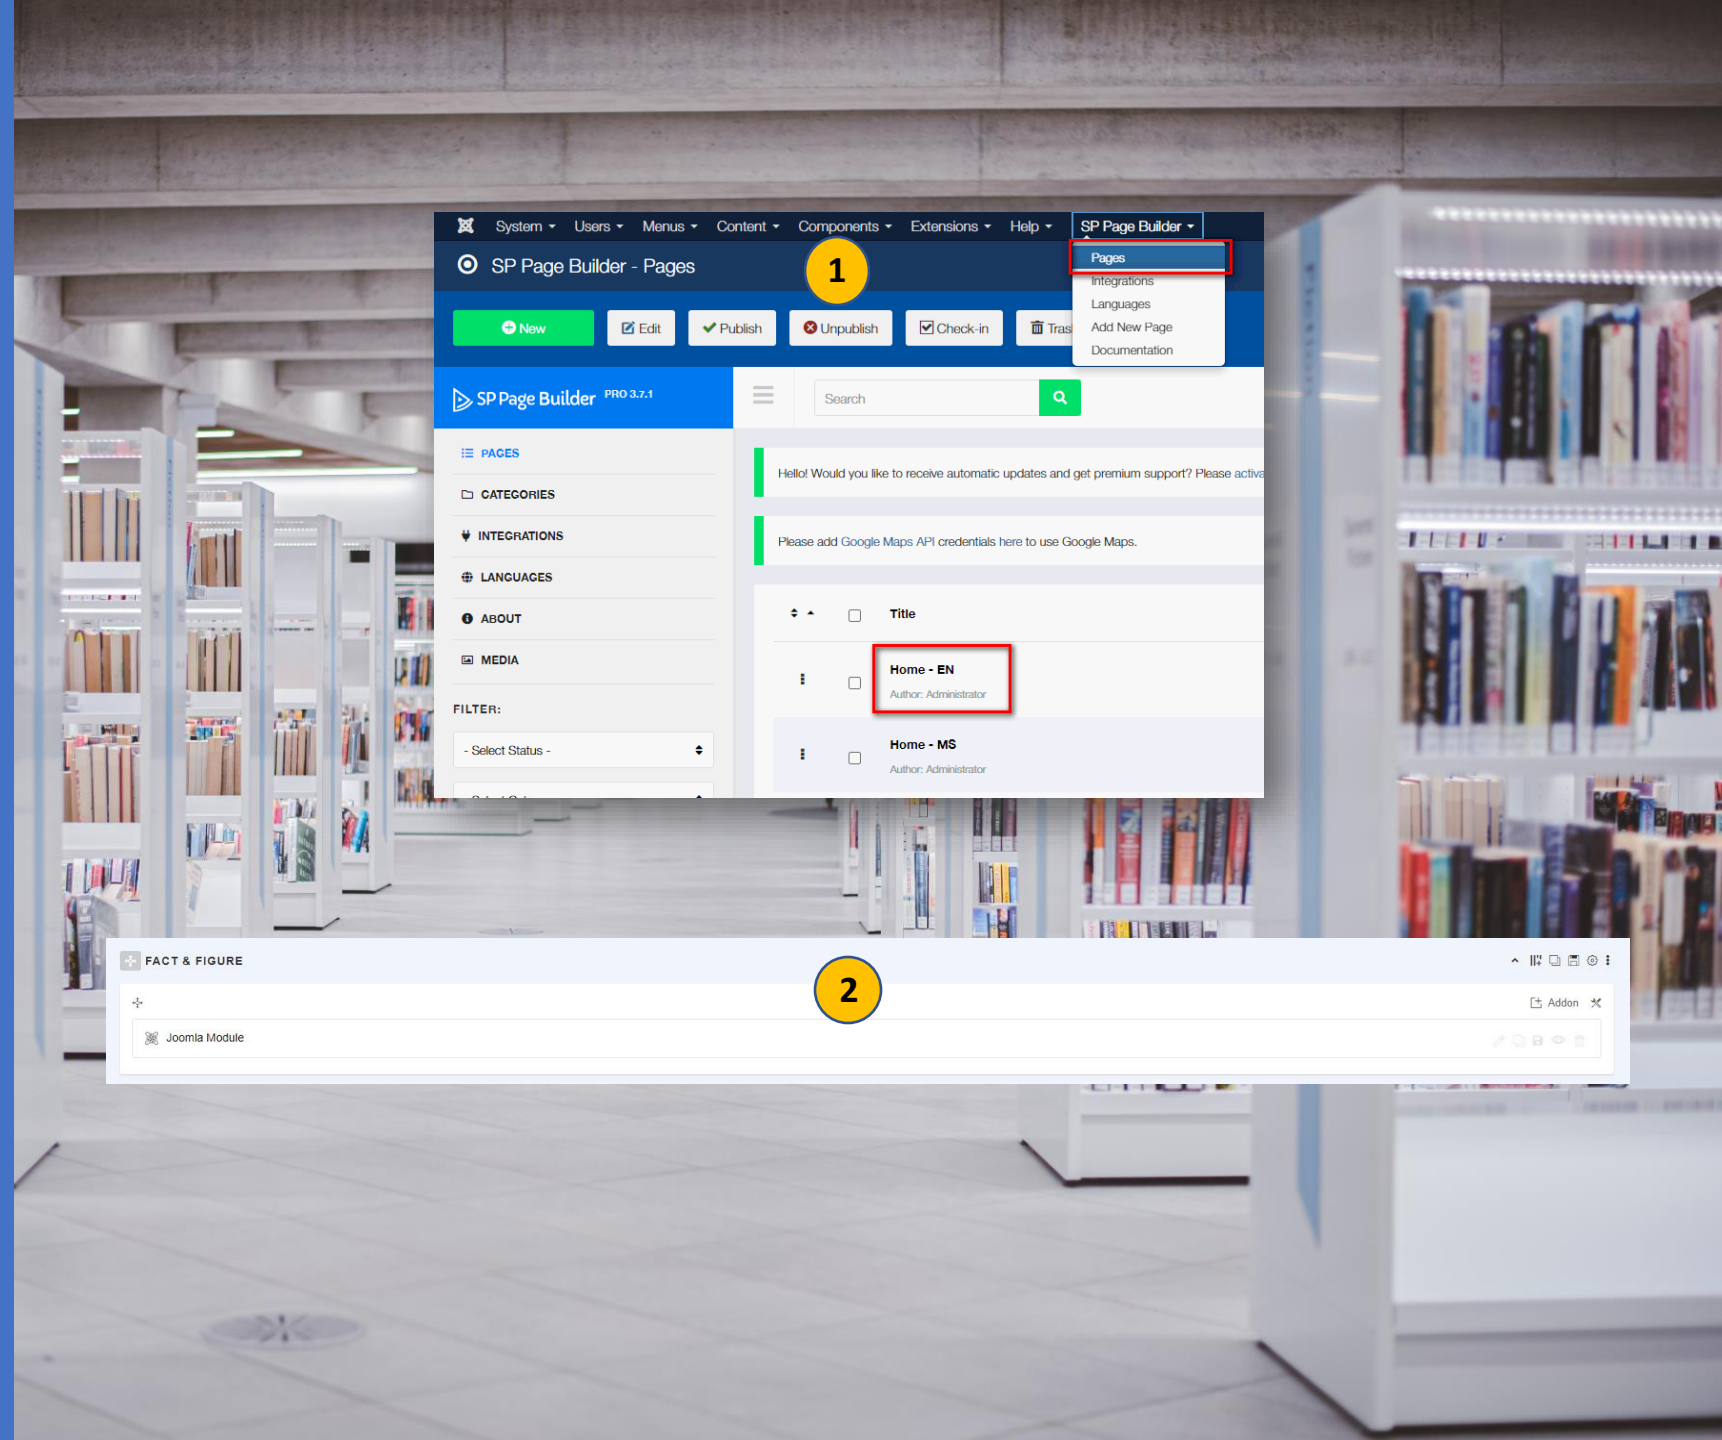 System Users Menus Content Components Extensions Help SP Page Builder
SP Page Builder - Pages
1
Pages
Integrations
Languages
Add New Page
Documentation
New Edit Publish Unpublish Check-in Tras
SP Page Builder PRO 3.7.1
Search
PAGES
CATEGORIES
INTEGRATIONS
LANGUAGES
ABOUT
MEDIA
FILTER:
- Select Status -
Hello! Would you like to receive automatic updates and get premium support? Please activa
Please add Google Maps API credentials here to use Google Maps.
Title
Home - EN
Author: Administrator
Home - MS
Author: Administrator
FACT & FIGURE
2
Addon
Joomla Module